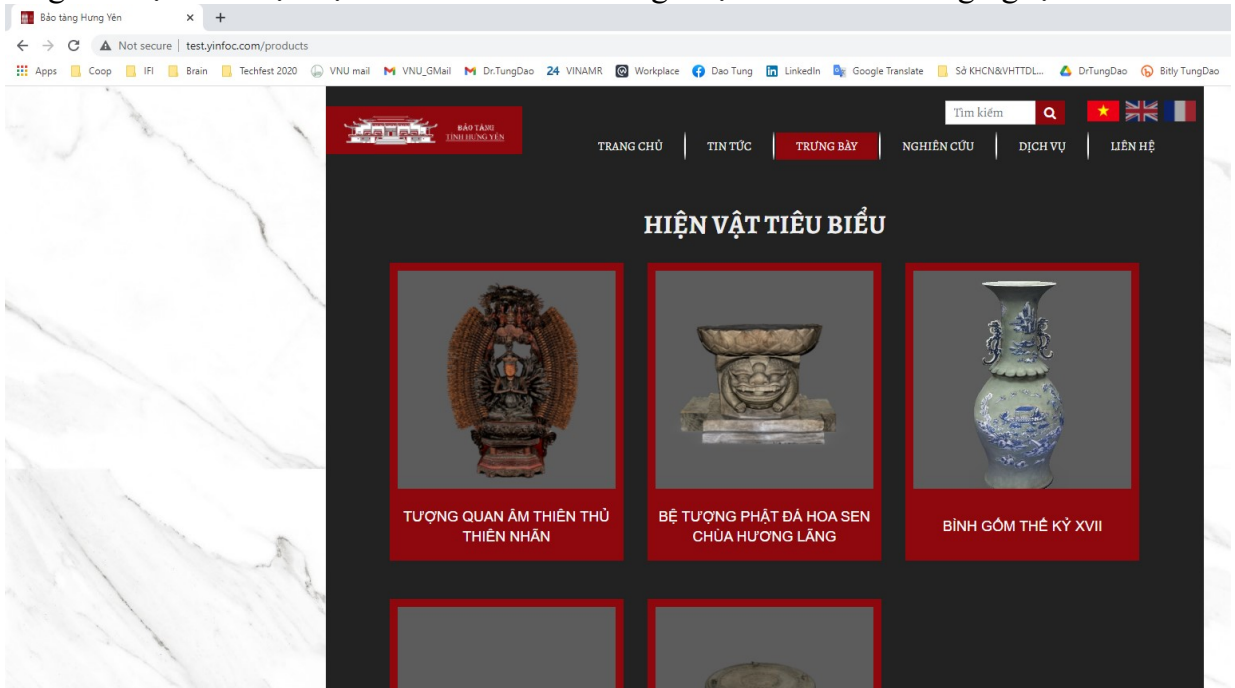 Bảo tàng Hưng Yên
Not secure | test.yinfoc.com/products
Apps Coop IFI Brain Techfest 2020 VNU mail VNU_GMail Dr.TungDao 24 VINAMR Workplace Dao Tung LinkedIn Google Translate Sở KHCN&VHTTDL... DrTungDao Bitly TungDao
BẢO TÀNG
TỈNH HƯNG YÊN
Tìm kiếm
TRANG CHỦ TIN TỨC TRƯNG BÀY NGHIÊN CỨU DỊCH VỤ LIÊN HỆ
HIỆN VẬT TIÊU BIỂU
TƯỢNG QUAN ÂM THIÊN THỦ
THIÊN NHÃN
BỆ TƯỢNG PHẬT ĐÁ HOA SEN
CHÙA HƯƠNG LÃNG
BÌNH GỐM THẾ KỶ XVII